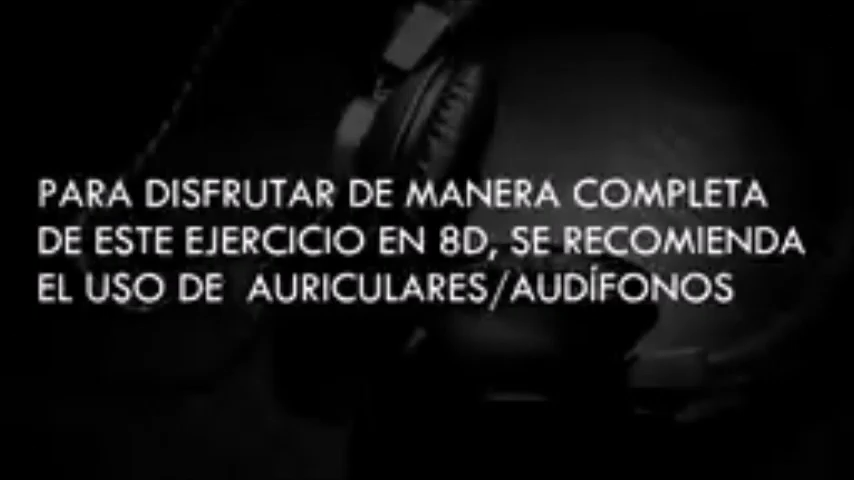 PARA DISFRUTAR DE MANERA COMPLETA
DE ESTE EJERCICIO EN 8D, SE RECOMIENDA
EL USO DE AURICULARES/AUDÍFONOS